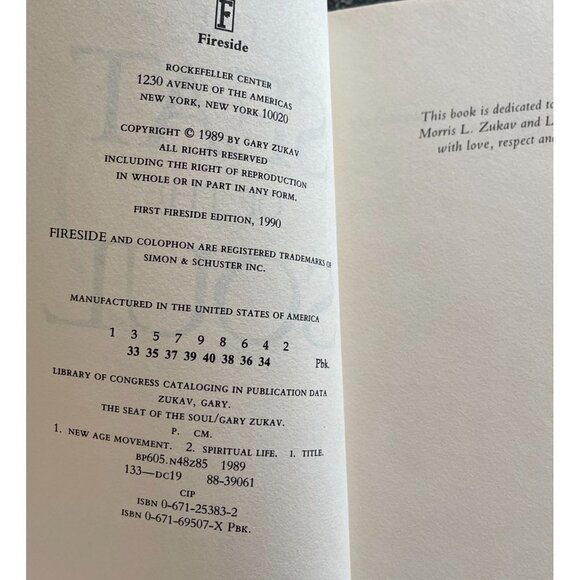 F
Fireside
ROCKEFELLER CENTER
1230 AVENUE OF THE AMERICAS
NEW YORK, NEW YORK 10020
COPYRIGHT © 1989 BY GARY ZUKAV
ALL RIGHTS RESERVED
INCLUDING THE RIGHT OF REPRODUCTION
IN WHOLE OR IN PART IN ANY FORM.
FIRST FIRESIDE EDITION, 1990
FIRESIDE AND COLOPHON ARE REGISTERED TRADEMARKS OF
SIMON & SCHUSTER INC.
MANUFACTURED IN THE UNITED STATES OF AMERICA
1 3 5 7 9 8 6 4 2
33 35 37 39 40 38 36 34 Pbk.
LIBRARY OF CONGRESS CATALOGING IN PUBLICATION DATA
ZUKAV, GARY.
THE SEAT OF THE SOUL/GARY ZUKAV.
P. CM.
1. NEW AGE MOVEMENT. 2. SPIRITUAL LIFE. 1. TITLE.
BP605.N48Z85 1989
133—DC19 88-39061
CIP
ISBN 0-671-25383-2
ISBN 0-671-69507-X PBK.
This book is dedicated to
Morris L. Zukav and L
with love, respect an